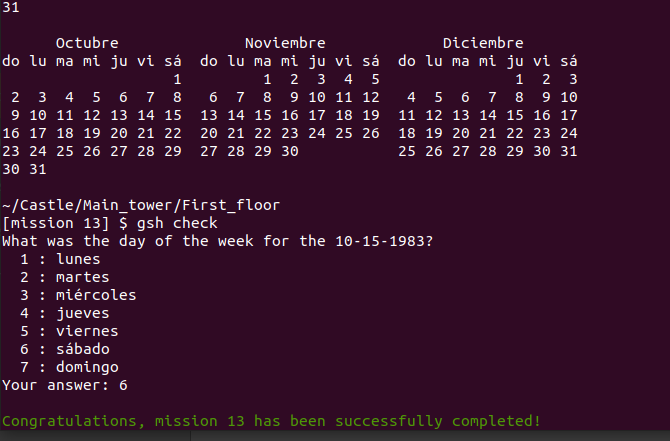 31
Octubre Noviembre Diciembre
do lu ma mi ju vi sá do lu ma mi ju vi sá do lu ma mi ju vi sá
1 1 2 3 4 5 1 2 3
2 3 4 5 6 7 8 6 7 8 9 10 11 12 4 5 6 7 8 9 10
9 10 11 12 13 14 15 13 14 15 16 17 18 19 11 12 13 14 15 16 17
16 17 18 19 20 21 22 20 21 22 23 24 25 26 18 19 20 21 22 23 24
23 24 25 26 27 28 29 27 28 29 30 25 26 27 28 29 30 31
30 31
~/Castle/Main_tower/First_floor
[mission 13] $ gsh check
What was the day of the week for the 10-15-1983?
1 : lunes
2 : martes
3 : miércoles
4 : jueves
5 : viernes
6 : sábado
7 : domingo
Your answer: 6
Congratulations, mission 13 has been successfully completed!